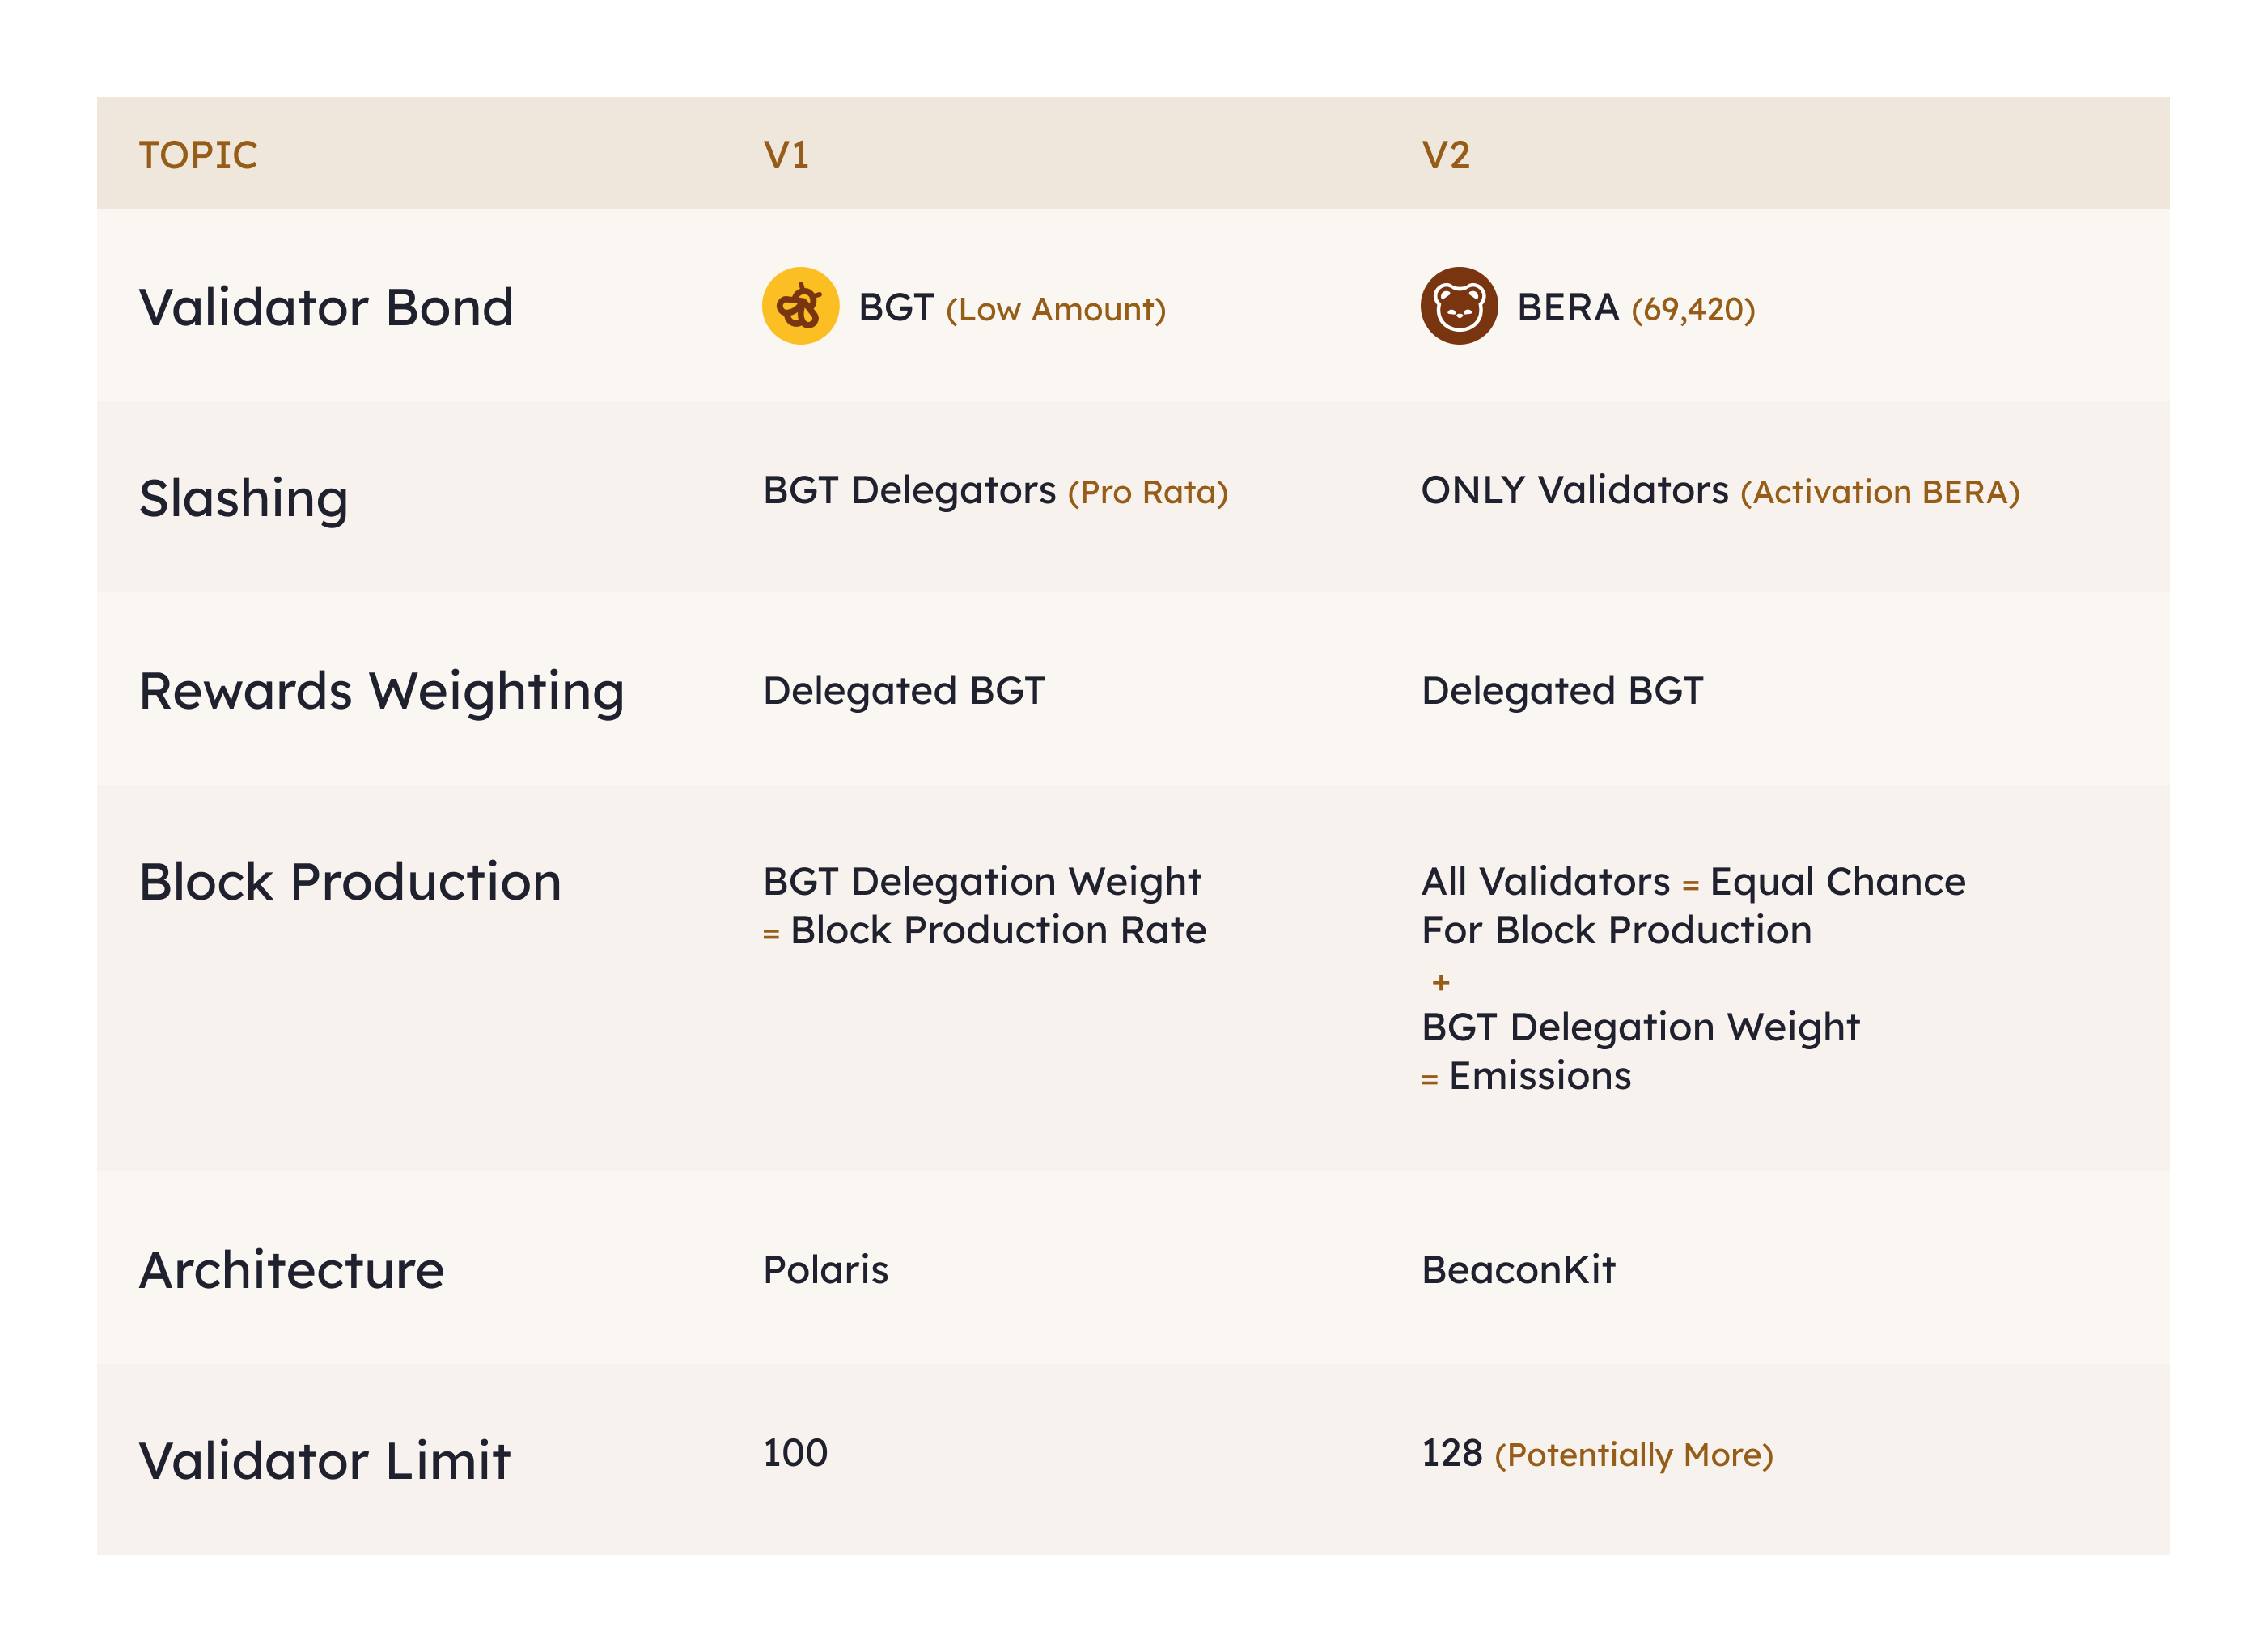 TOPIC V1 V2
Validator Bond BGT (Low Amount) BERA (69,420)
Slashing BGT Delegators (Pro Rata) ONLY Validators (Activation BERA)
Rewards Weighting Delegated BGT Delegated BGT
Block Production BGT Delegation Weight All Validators = Equal Chance
= Block Production Rate For Block Production
+
BGT Delegation Weight
= Emissions
Architecture Polaris BeaconKit
Validator Limit 100 128 (Potentially More)